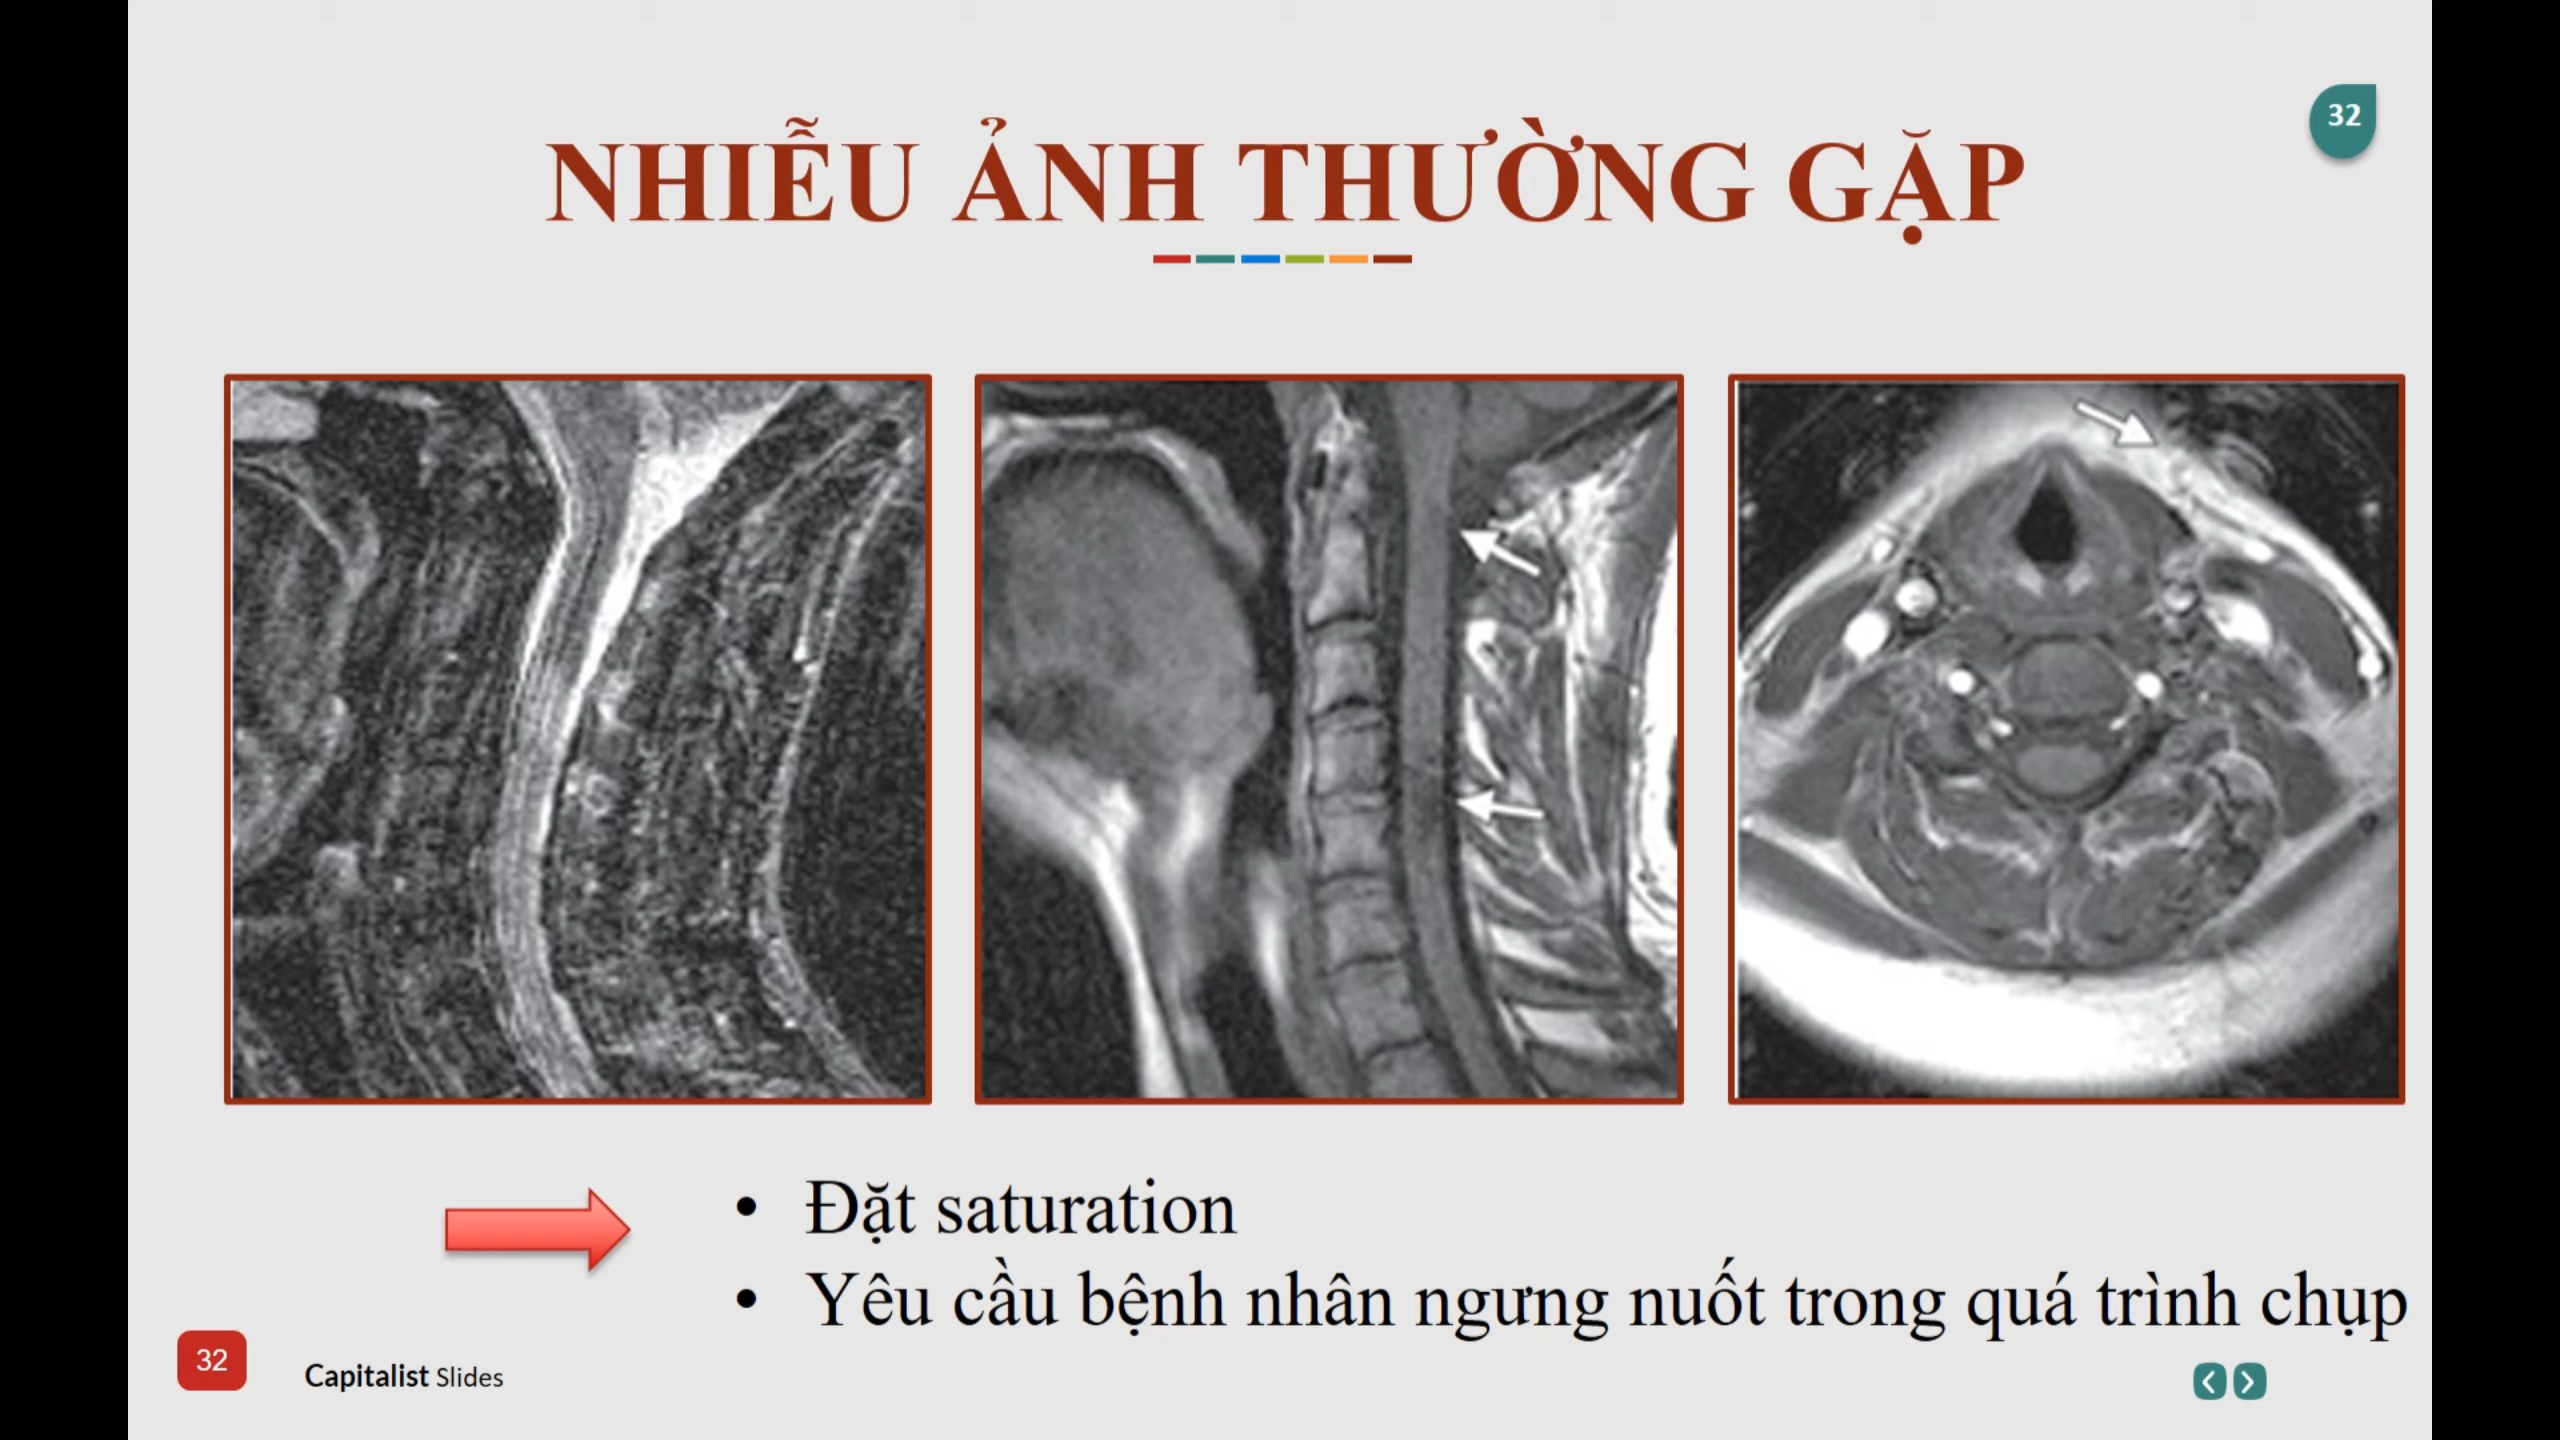 32
NHIỄU ẢNH THƯỜNG GẶP
• Đặt saturation
• Yêu cầu bệnh nhân ngưng nuốt trong quá trình chụp
32
Capitalist Slides